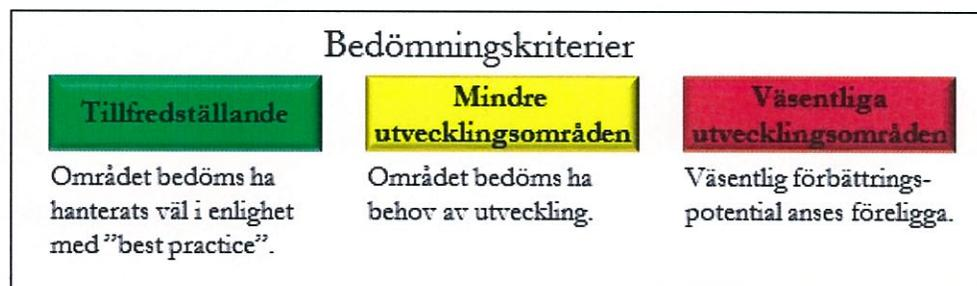 Bedömningskriterier
Tillfredställande
Området bedöms ha
hanterats väl i enlighet
med ”best practice”.
Mindre
utvecklingsområden
Området bedöms ha
behov av utveckling.
Väsentliga
utvecklingsområden
Väsentlig förbättrings-
potential anses föreligga.